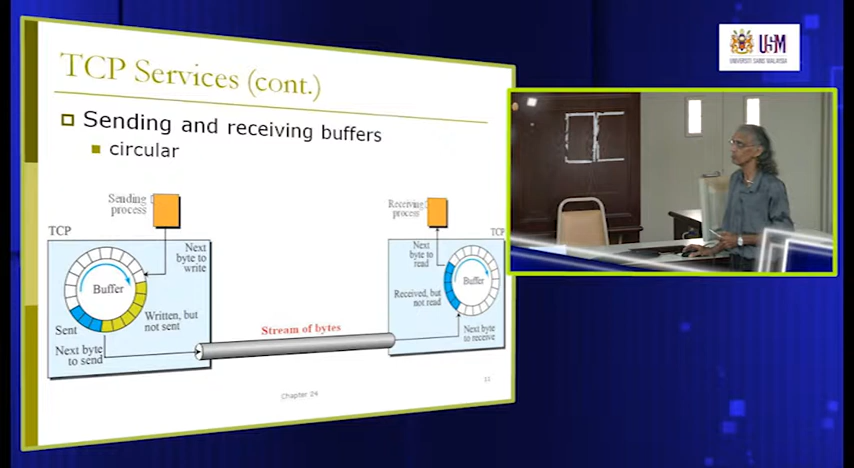 TCP Services (cont.)
Sending and receiving buffers
circular
Sending
process
TCP
Next
byte to
write
Buffer
Written, but
not sent
Sent
Next byte
to send
Stream of bytes
Receiving
process
TCP
Next
byte to
read
Buffer
Received, but
not read
Next byte
to receive
Chapter 24
11
USM
UNIVERSITI SAINS MALAYSIA